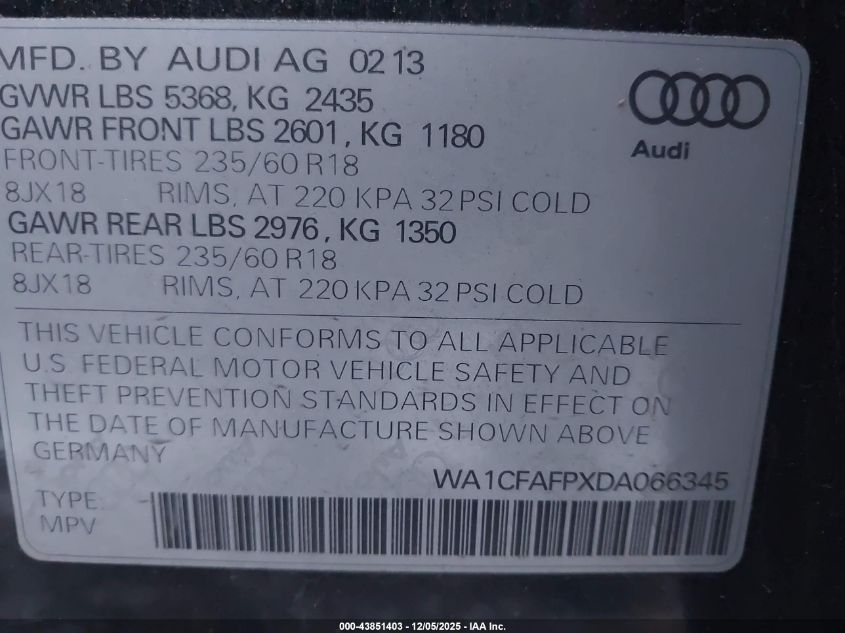 MFD. BY AUDI AG 02 13
GVWR LBS 5368, KG 2435
GAWR FRONT LBS 2601, KG 1180
FRONT-TIRES 235/60 R18
8JX18 RIMS, AT 220 KPA 32 PSI COLD
GAWR REAR LBS 2976, KG 1350
REAR-TIRES 235/60 R18
8JX18 RIMS, AT 220 KPA 32 PSI COLD
Audi
THIS VEHICLE CONFORMS TO ALL APPLICABLE
U.S. FEDERAL MOTOR VEHICLE SAFETY AND
THEFT PREVENTION STANDARDS IN EFFECT ON
THE DATE OF MANUFACTURE SHOWN ABOVE
GERMANY
WA1CFAFPXDA066345
TYPE:
MPV
000-43851403 - 12/05/2025 - IAA Inc.